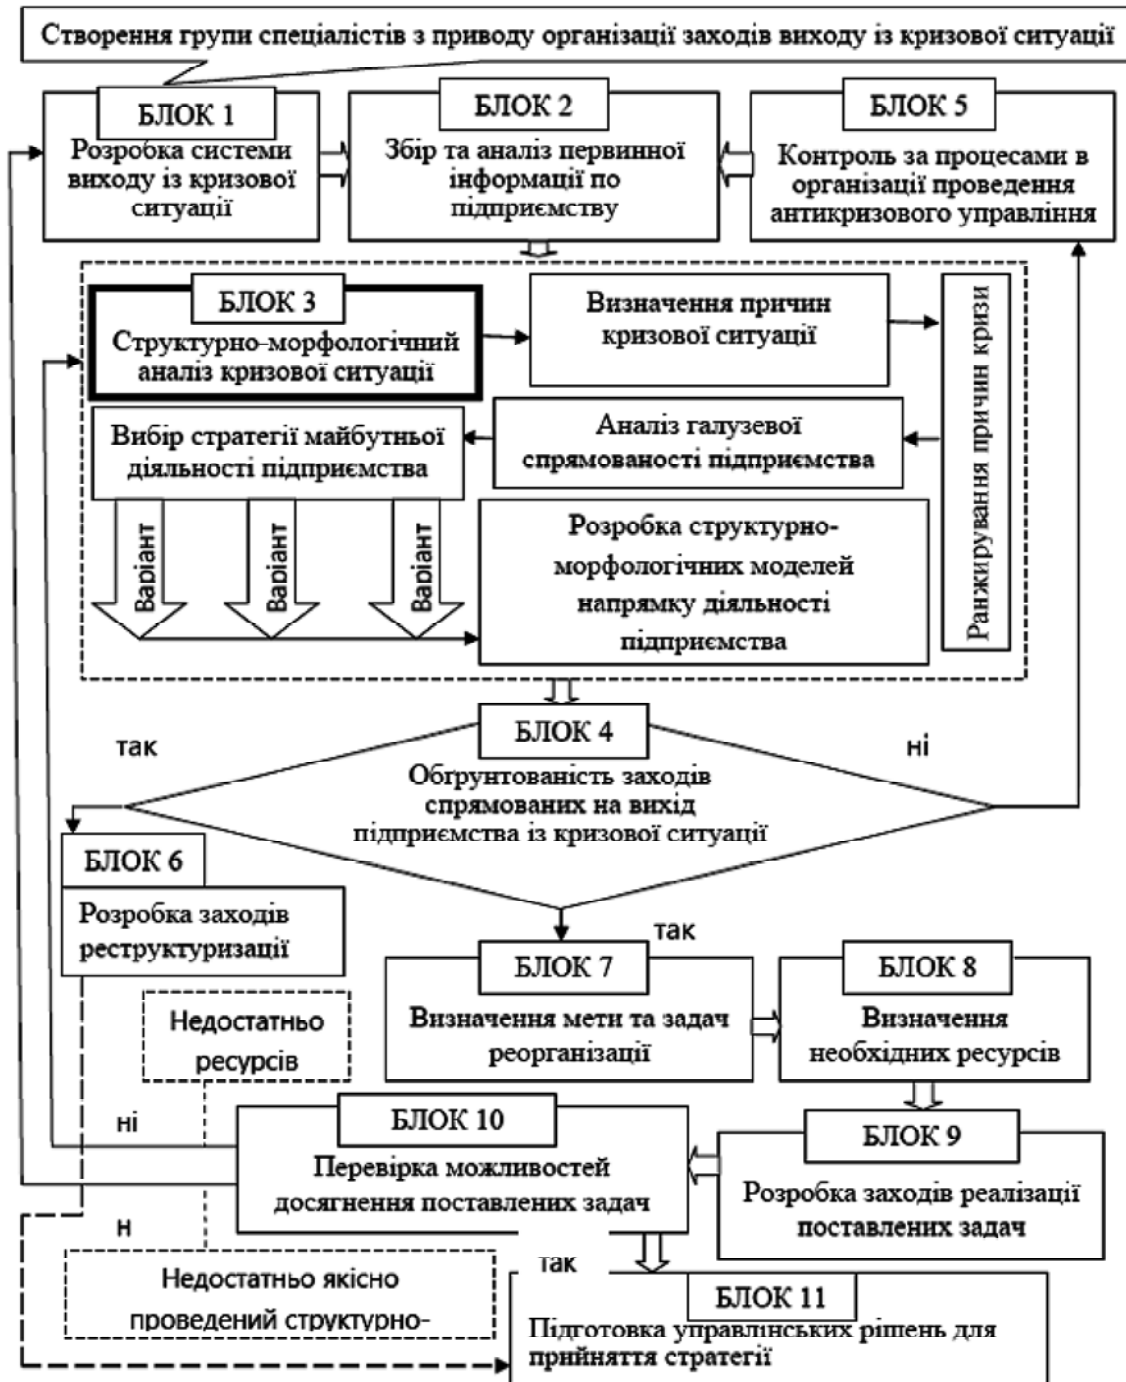 Створення групи спеціалістів з приводу організації заходів виходу із кризової ситуації
БЛОК 1
Розробка системи
виходу із кризової
ситуації
БЛОК 2
Збір та аналіз первинної
інформації по
підприємству
БЛОК 5
Контроль за процесами в
організації проведення
антикризового управління
БЛОК 3
Структурно-морфологічний
аналіз кризової ситуації
Визначення причин
кризової ситуації
Ранжирування причин кризи
Вибір стратегії майбутньої
діяльності підприємства
Аналіз галузевої
спрямованості підприємства
Варіант
Варіант
Варіант
Розробка структурно-
морфологічних моделей
напрямку діяльності
підприємства
БЛОК 4
так
ні
Обґрунтованість заходів
спрямованих на вихід
підприємства із кризової ситуації
БЛОК 6
Розробка заходів
реструктуризації
так
БЛОК 7
Визначення мети та задач
реорганізації
БЛОК 8
Визначення
необхідних ресурсів
Недостатньо
ресурсів
ні
БЛОК 10
Перевірка можливостей
досягнення поставлених задач
БЛОК 9
Розробка заходів реалізації
поставлених задач
н
Недостатньо якісно
проведений структурно-
так
БЛОК 11
Підготовка управлінських рішень для
прийняття стратегії